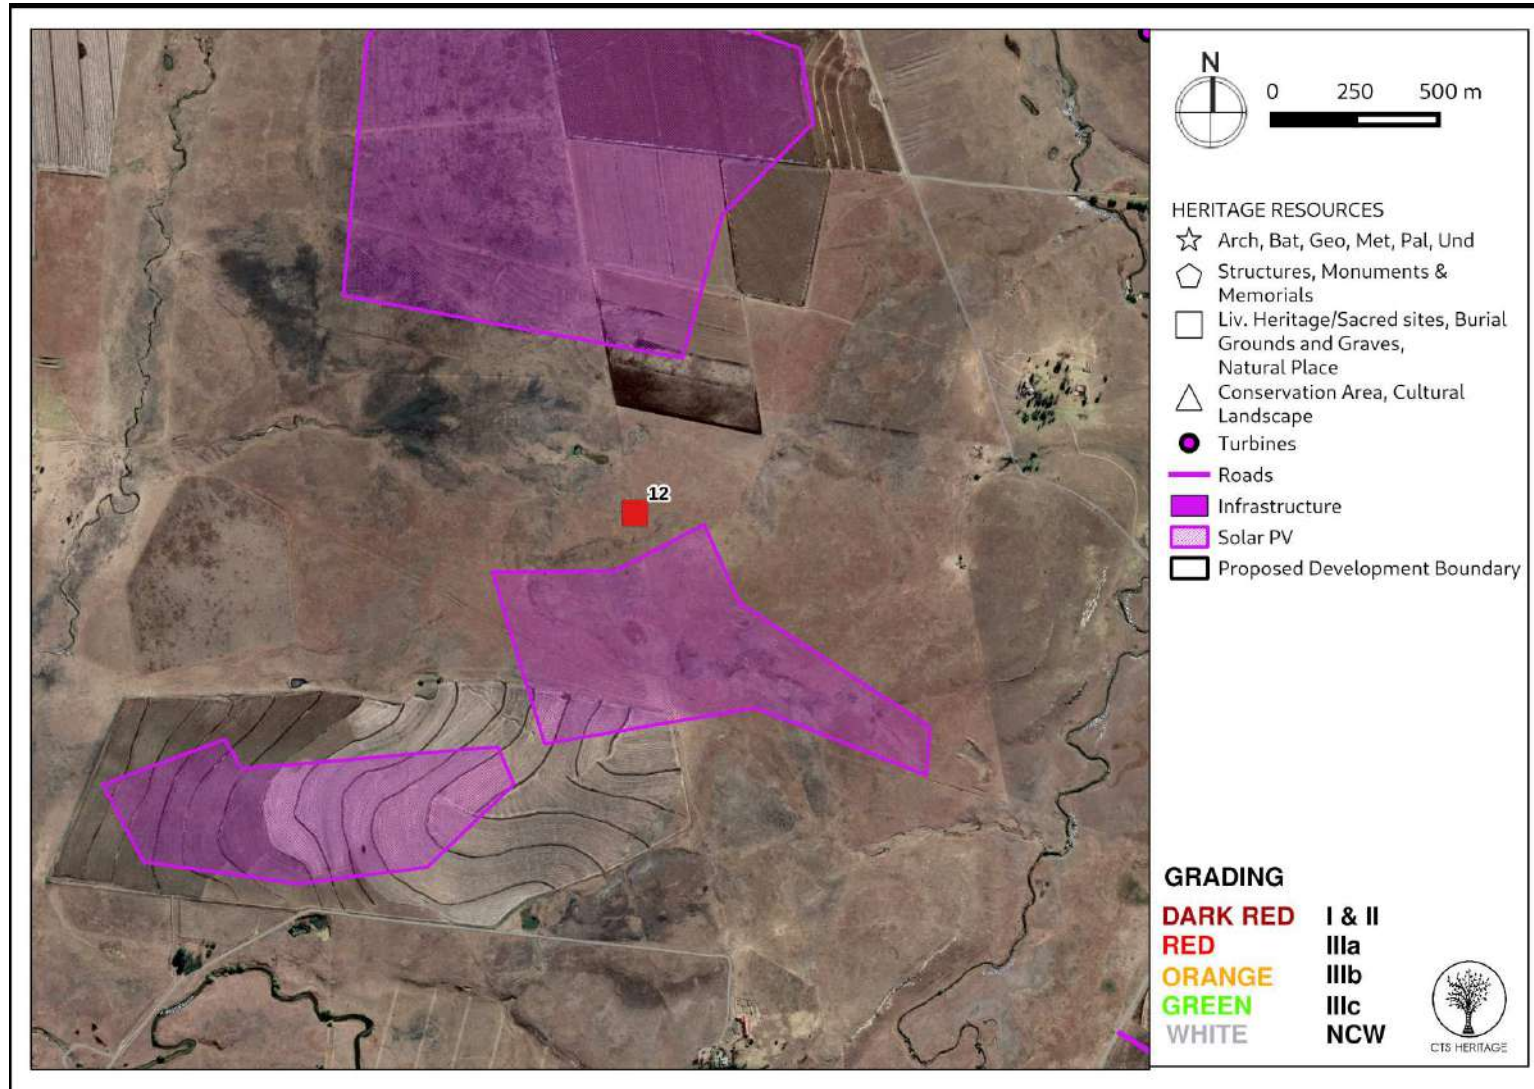 12
N
0 250 500 m
HERITAGE RESOURCES
Arch, Bat, Geo, Met, Pal, Und
Structures, Monuments &
Memorials
Liv. Heritage/Sacred sites, Burial
Grounds and Graves,
Natural Place
Conservation Area, Cultural
Landscape
Turbines
Roads
Infrastructure
Solar PV
Proposed Development Boundary
GRADING
DARK RED I & II
RED IIIa
ORANGE IIIb
GREEN IIIc
WHITE NCW
CTS HERITAGE